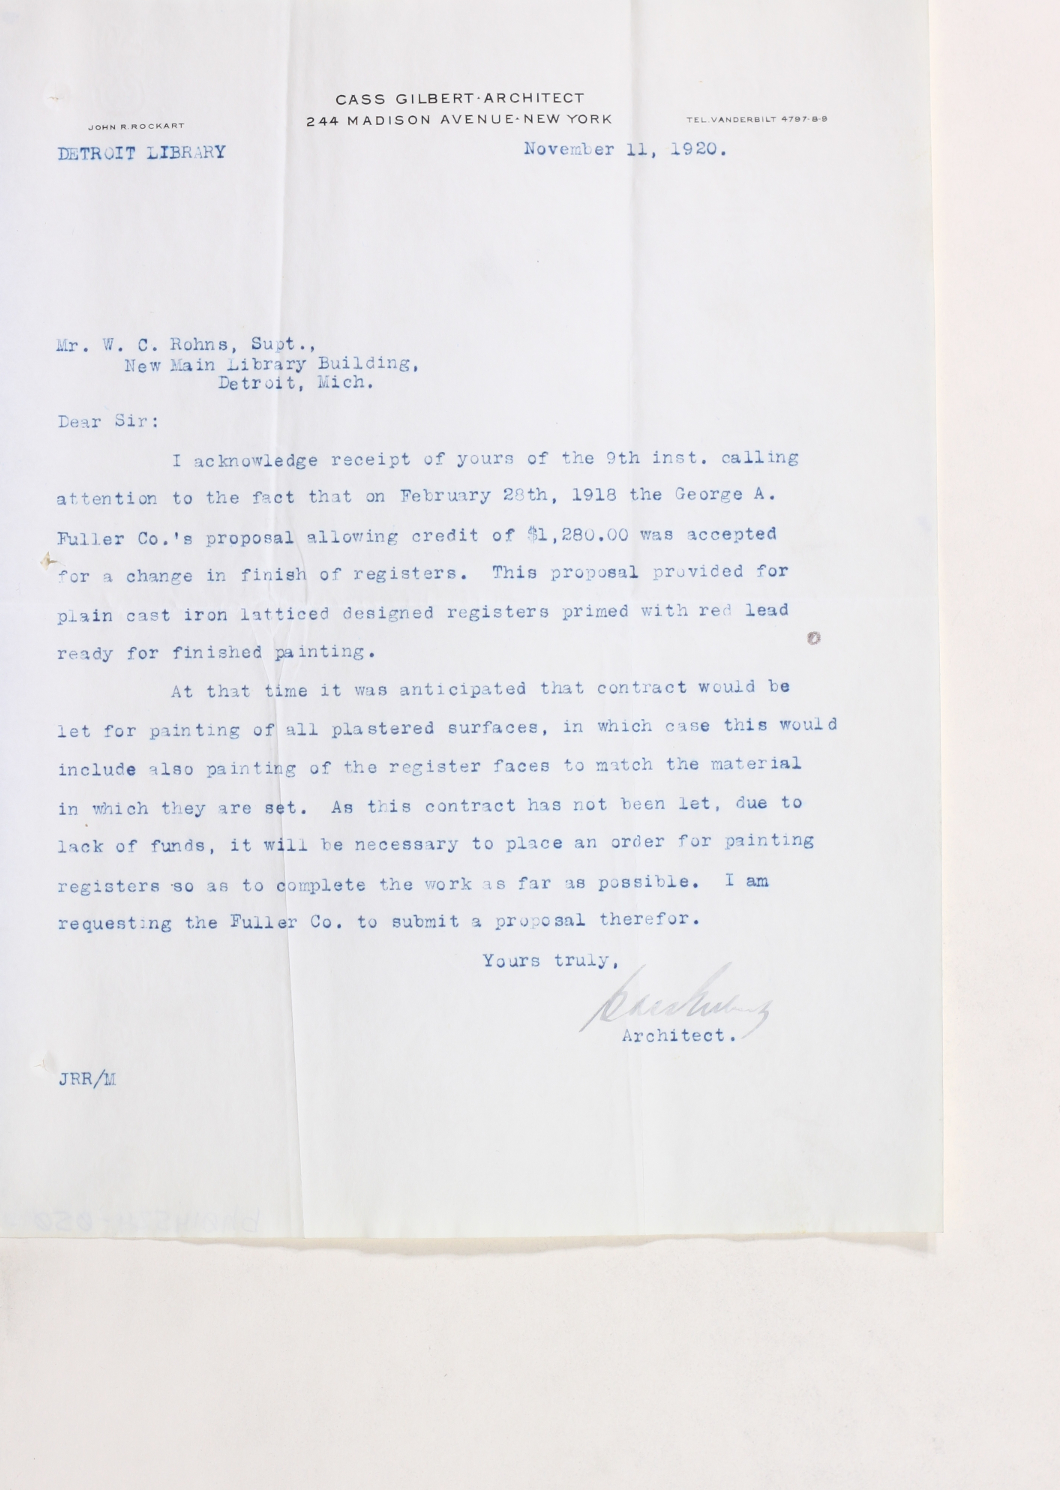 CASS GILBERT·ARCHITECT
244 MADISON AVENUE·NEW YORK
JOHN R. ROCKART
TEL. VANDERBILT 4797-8-9
DETROIT LIBRARY
November 11, 1920.
Mr. W. C. Rohns, Supt.,
New Main Library Building,
Detroit, Mich.
Dear Sir:
I acknowledge receipt of yours of the 9th inst. calling
attention to the fact that on February 28th, 1918 the George A.
Fuller Co.'s proposal allowing credit of $1,280.00 was accepted
for a change in finish of registers. This proposal provided for
plain cast iron latticed designed registers primed with red lead
ready for finished painting.
At that time it was anticipated that contract would be
let for painting of all plastered surfaces, in which case this would
include also painting of the register faces to match the material
in which they are set. As this contract has not been let, due to
lack of funds, it will be necessary to place an order for painting
registers so as to complete the work as far as possible. I am
requesting the Fuller Co. to submit a proposal therefor.
Yours truly,
Cass Gilbert
Architect.
JRR/M